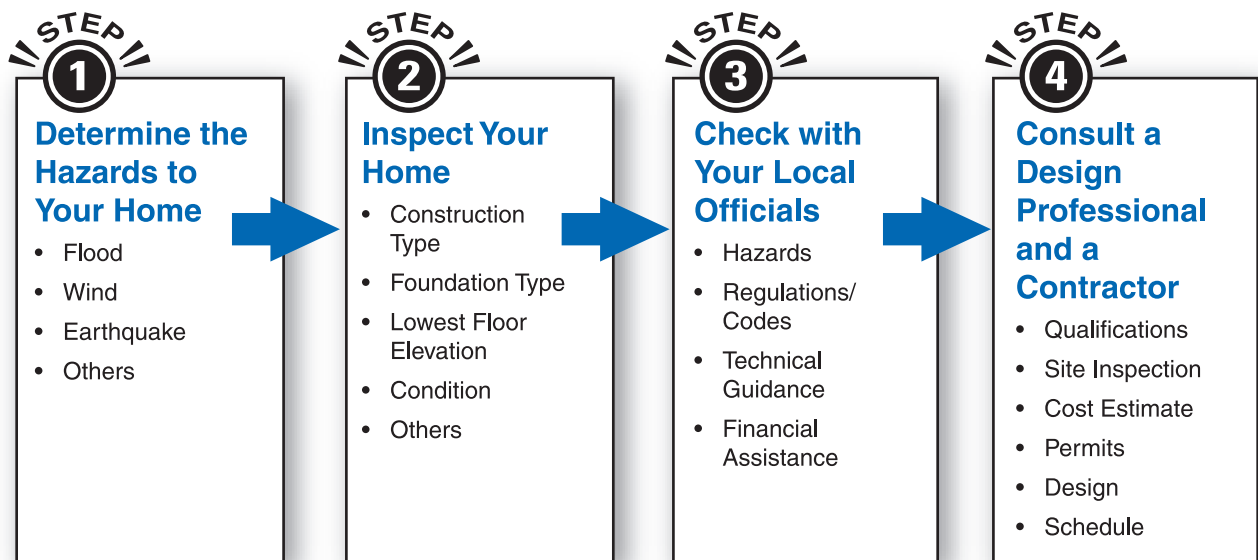 STEP
1
Determine the
Hazards to
Your Home
• Flood
• Wind
• Earthquake
• Others
STEP
2
Inspect Your
Home
• Construction
Type
• Foundation Type
• Lowest Floor
Elevation
• Condition
• Others
STEP
3
Check with
Your Local
Officials
• Hazards
• Regulations/
Codes
• Technical
Guidance
• Financial
Assistance
STEP
4
Consult a
Design
Professional
and a
Contractor
• Qualifications
• Site Inspection
• Cost Estimate
• Permits
• Design
• Schedule